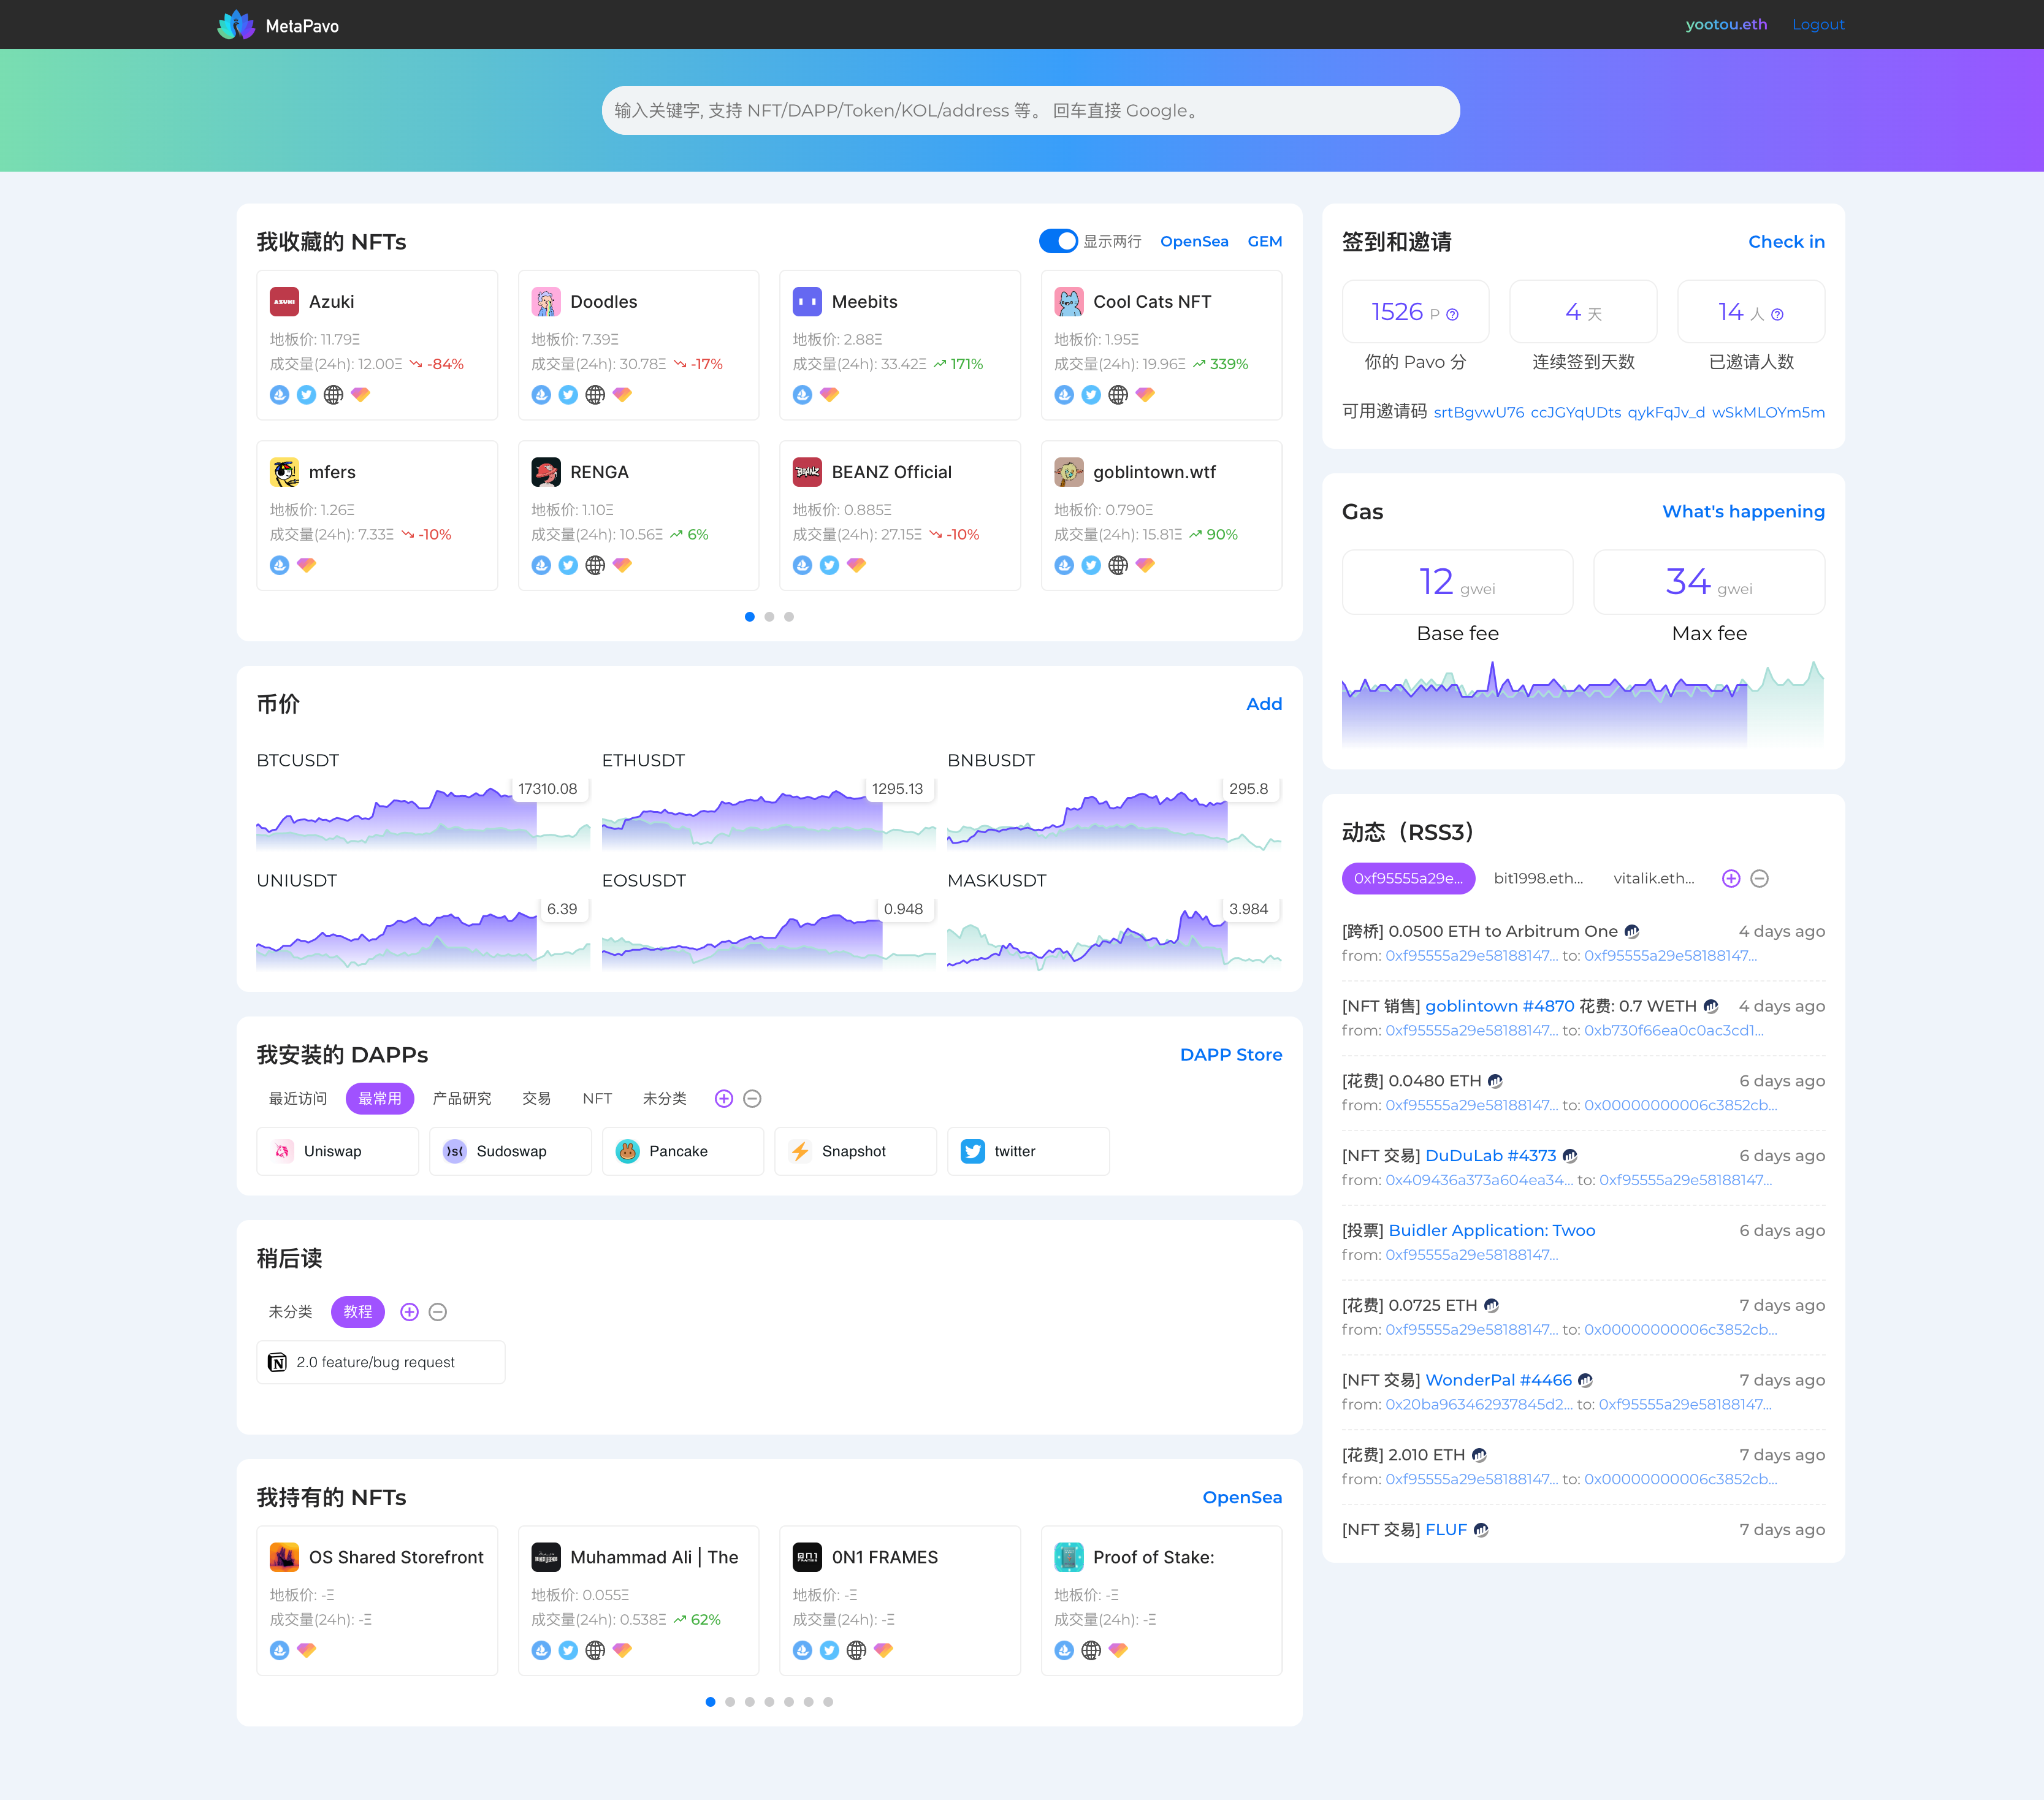 MetaPavo
yootou.eth Logout
输入关键字, 支持 NFT/DAPP/Token/KOL/address 等。 回车直接 Google。
我收藏的 NFTs
显示两行 OpenSea GEM
AZUKI Azuki
地板价: 11.79Ξ
成交量(24h): 12.00Ξ -84%
Doodles
地板价: 7.39Ξ
成交量(24h): 30.78Ξ -17%
Meebits
地板价: 2.88Ξ
成交量(24h): 33.42Ξ 171%
Cool Cats NFT
地板价: 1.95Ξ
成交量(24h): 19.96Ξ 339%
mfers
地板价: 1.26Ξ
成交量(24h): 7.33Ξ -10%
RENGA
地板价: 1.10Ξ
成交量(24h): 10.56Ξ 6%
BEANZ BEANZ Official
地板价: 0.885Ξ
成交量(24h): 27.15Ξ -10%
goblintown.wtf
地板价: 0.790Ξ
成交量(24h): 15.81Ξ 90%
币价
Add
BTCUSDT
17310.08
ETHUSDT
1295.13
BNBUSDT
295.8
UNIUSDT
6.39
EOSUSDT
0.948
MASKUSDT
3.984
我安装的 DAPPs
DAPP Store
最近访问 最常用 产品研究 交易 NFT 未分类
Uniswap
)s( Sudoswap
Pancake
Snapshot
twitter
稍后读
未分类 教程
2.0 feature/bug request
我持有的 NFTs
OpenSea
OS Shared Storefront
地板价: -Ξ
成交量(24h): -Ξ
Muhammad Ali | The
地板价: 0.055Ξ
成交量(24h): 0.538Ξ 62%
0N1 FRAMES 0N1 FRAMES
地板价: -Ξ
成交量(24h): -Ξ
Proof of Stake:
地板价: -Ξ
成交量(24h): -Ξ
签到和邀请
Check in
1526 P
你的 Pavo 分
4 天
连续签到天数
14 人
已邀请人数
可用邀请码 srtBgvwU76 ccJGYqUDts qykFqJv_d wSkMLOYm5m
Gas
What's happening
12 gwei
Base fee
34 gwei
Max fee
动态（RSS3）
0xf95555a29e... bit1998.eth... vitalik.eth...
[跨桥] 0.0500 ETH to Arbitrum One 4 days ago
from: 0xf95555a29e58188147... to: 0xf95555a29e58188147...
[NFT 销售] goblintown #4870 花费: 0.7 WETH 4 days ago
from: 0xf95555a29e58188147... to: 0xb730f66ea0c0ac3cd1...
[花费] 0.0480 ETH 6 days ago
from: 0xf95555a29e58188147... to: 0x00000000006c3852cb...
[NFT 交易] DuDuLab #4373 6 days ago
from: 0x409436a373a604ea34... to: 0xf95555a29e58188147...
[投票] Buidler Application: Twoo 6 days ago
from: 0xf95555a29e58188147...
[花费] 0.0725 ETH 7 days ago
from: 0xf95555a29e58188147... to: 0x00000000006c3852cb...
[NFT 交易] WonderPal #4466 7 days ago
from: 0x20ba963462937845d2... to: 0xf95555a29e58188147...
[花费] 2.010 ETH 7 days ago
from: 0xf95555a29e58188147... to: 0x00000000006c3852cb...
[NFT 交易] FLUF 7 days ago